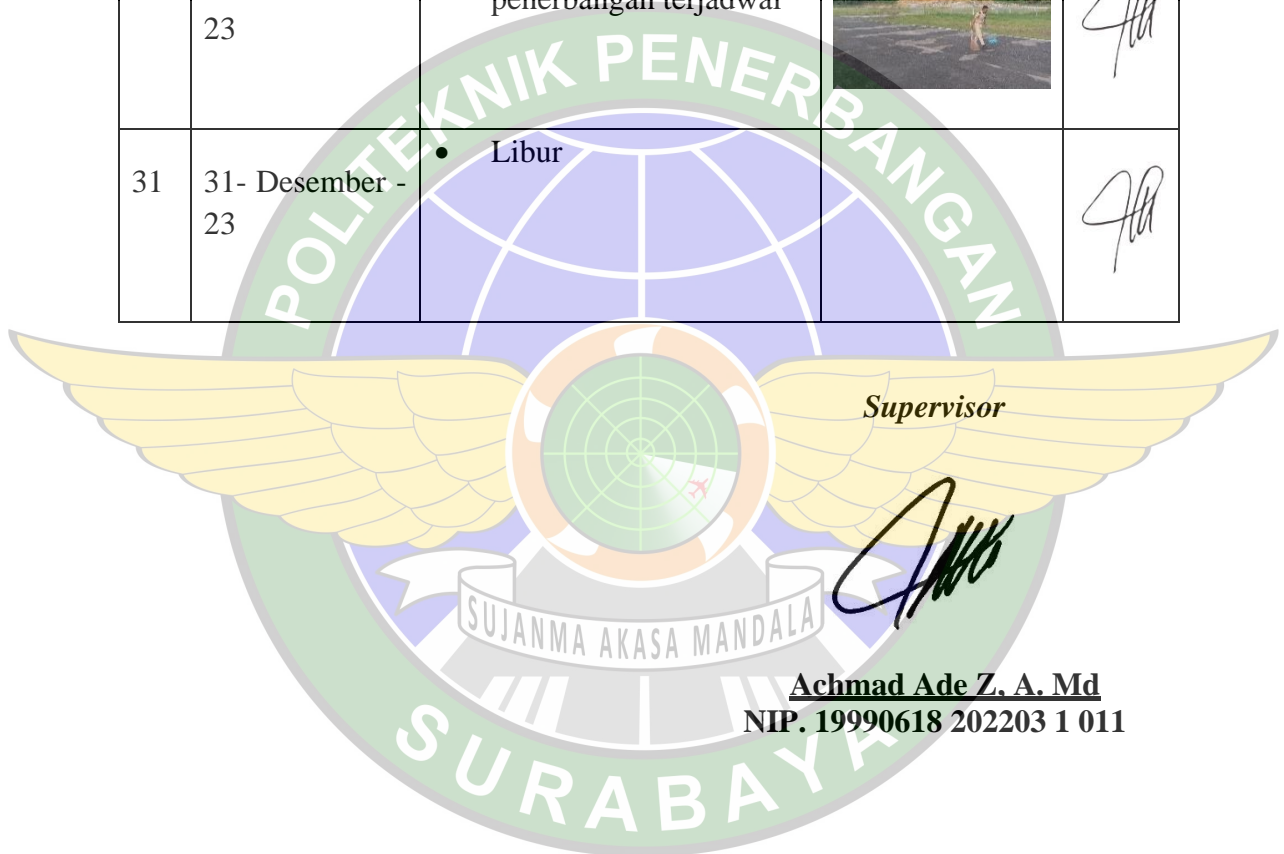 penerbangan terjadwal
23
Libur
31
31- Desember -
23
POLITEKNIK PENERBANGAN
Supervisor
SUJANMA AKASA MANDALA
Achmad Ade Z, A. Md
NIP. 19990618 202203 1 011
SURABAYA